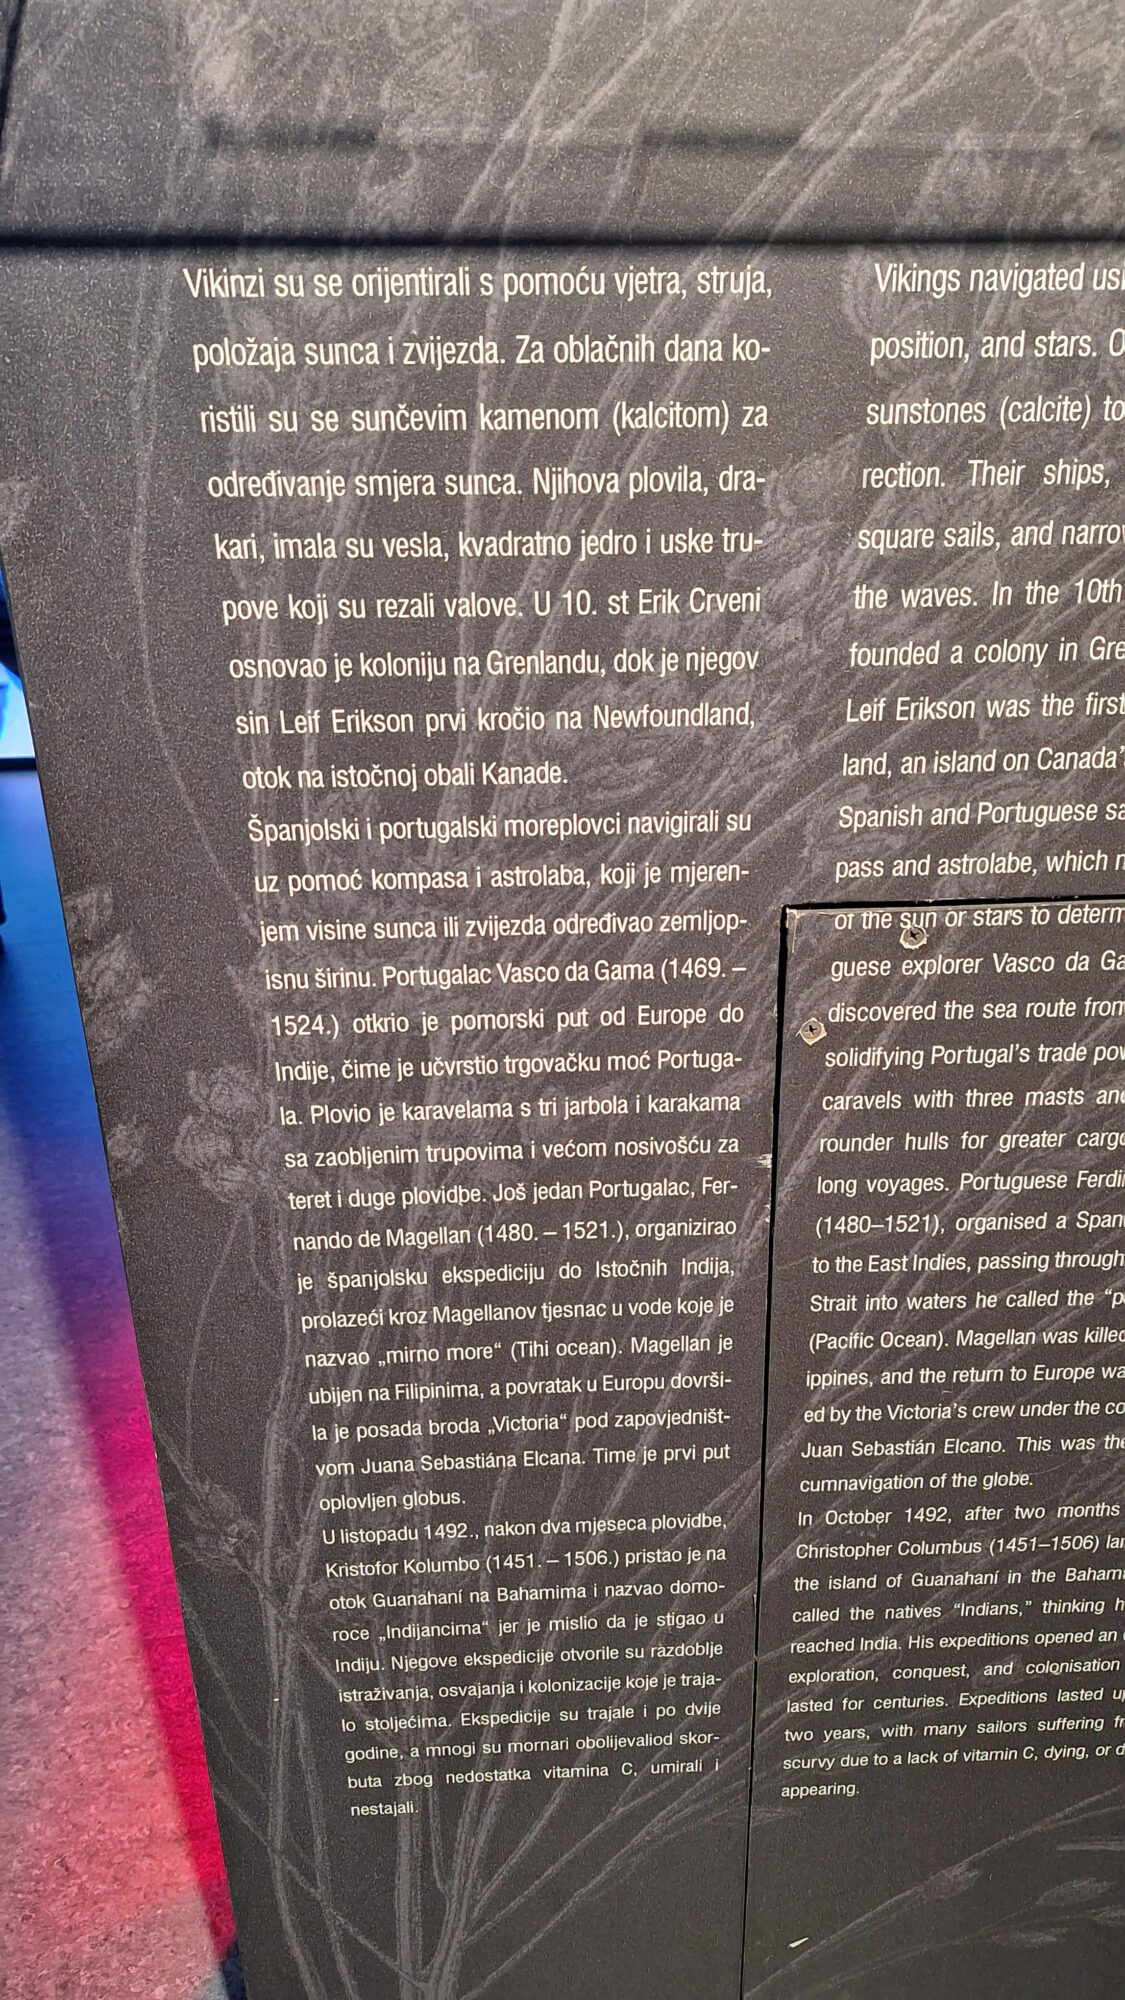 Vikinzi su se orijentirali s pomoću vjetra, struja,
položaja sunca i zvijezda. Za oblačnih dana ko-
ristili su se sunčevim kamenom (kalcitom) za
određivanje smjera sunca. Njihova plovila, dra-
kari, imala su vesla, kvadratno jedro i uske tru-
pove koji su rezali valove. U 10. st Erik Crveni
osnovao je koloniju na Grenlandu, dok je njegov
sin Leif Erikson prvi kročio na Newfoundland,
otok na istočnoj obali Kanade.
Španjolski i portugalski moreplovci navigirali su
uz pomoć kompasa i astrolaba, koji je mjeren-
jem visine sunca ili zvijezda određivao zemljop-
isnu širinu. Portugalac Vasco da Gama (1469. –
1524.) otkrio je pomorski put od Europe do
Indije, čime je učvrstio trgovačku moć Portuga-
la. Plovio je karavelama s tri jarbola i karakama
sa zaobljenim trupovima i većom nosivošću za
teret i duge plovidbe. Još jedan Portugalac, Fer-
nando de Magellan (1480. – 1521.), organizirao
je španjolsku ekspediciju do Istočnih Indija,
prolazeći kroz Magellanov tjesnac u vode koje je
nazvao „mirno more“ (Tihi ocean). Magellan je
ubijen na Filipinima, a povratak u Europu dovrši-
la je posada broda „Victoria“ pod zapovjedništ-
vom Juana Sebastiána Elcana. Time je prvi put
oplovljen globus.
U listopadu 1492., nakon dva mjeseca plovidbe,
Kristofor Kolumbo (1451. – 1506.) pristao je na
otok Guanahaní na Bahamima i nazvao domo-
roce „Indijancima“ jer je mislio da je stigao u
Indiju. Njegove ekspedicije otvorile su razdoblje
istraživanja, osvajanja i kolonizacije koje je traja-
lo stoljećima. Ekspedicije su trajale i po dvije
godine, a mnogi su mornari obolijevaliod skor-
buta zbog nedostatka vitamina C, umirali i
nestajali.
Vikings navigated
position, and stars.
sunstones (calcite) to
rection. Their ships,
square sails, and
the waves. In the 10th
founded a colony in
Leif Erikson was the first
land, an island on Canada’
Spanish and Portuguese
pass and astrolabe, which
of the sun or stars to
guese explorer Vasco da
discovered the sea route from
solidifying Portugal’s trade
caravels with three masts
rounder hulls for greater
long voyages. Portuguese
(1480–1521), organised a
to the East Indies, passing through
Strait into waters he called the
(Pacific Ocean). Magellan was killed
ippines, and the return to Europe
ed by the Victoria’s crew under the
Juan Sebastián Elcano. This was the
cumnavigation of the globe.
In October 1492, after two months
Christopher Columbus (1451–1506)
the island of Guanahaní in the
called the natives “Indians,” thinking
reached India. His expeditions opened an
exploration, conquest, and colonisation
lasted for centuries. Expeditions lasted
two years, with many sailors suffering
scurvy due to a lack of vitamin C, dying, or
appearing.